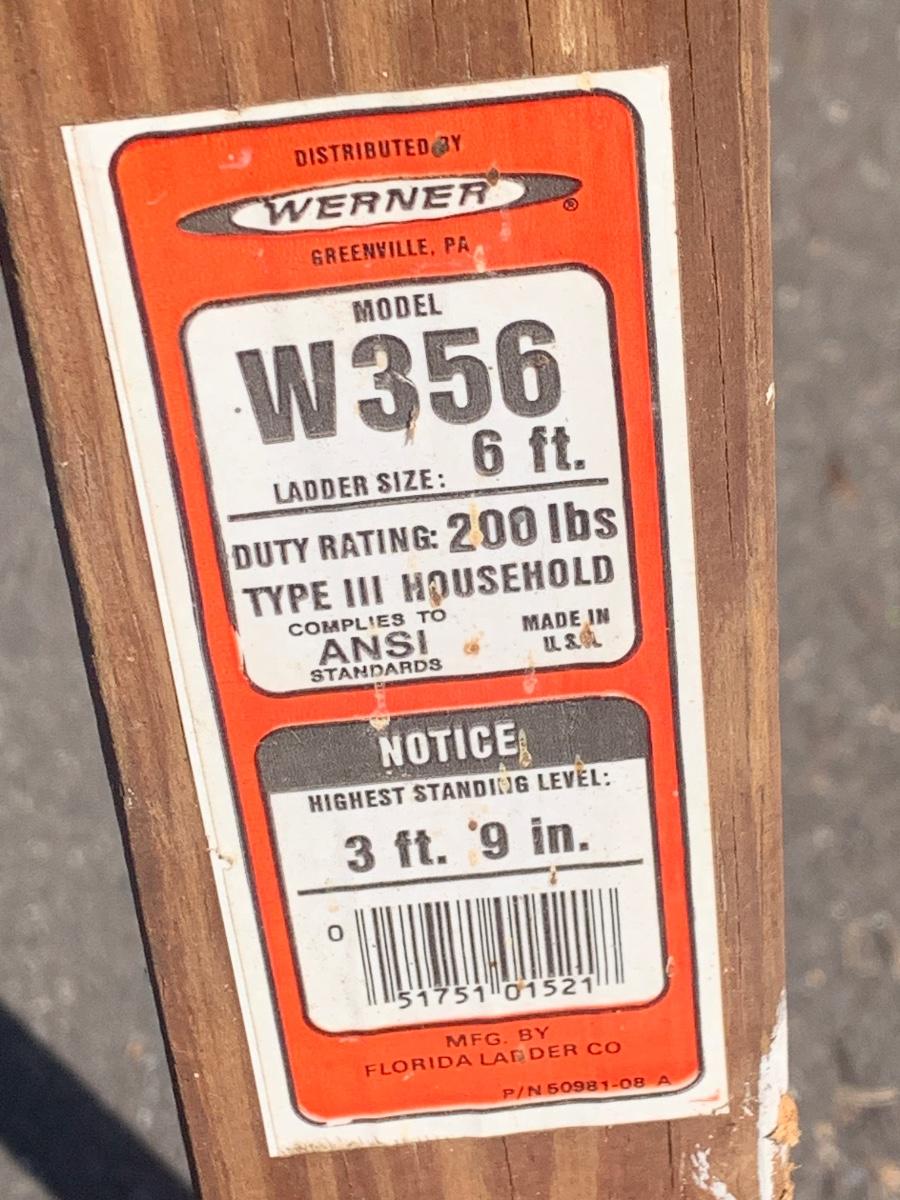 DISTRIBUTED BY
WERNER®
GREENVILLE, PA
MODEL
W356
LADDER SIZE: 6 ft.
DUTY RATING: 200 lbs
TYPE III HOUSEHOLD
COMPLIES TO
ANSI
STANDARDS
MADE IN
U.S.A.
NOTICE
HIGHEST STANDING LEVEL:
3 ft. 9 in.
0 51751 01521
MFG. BY
FLORIDA LADDER CO
P/N 50981-08 A